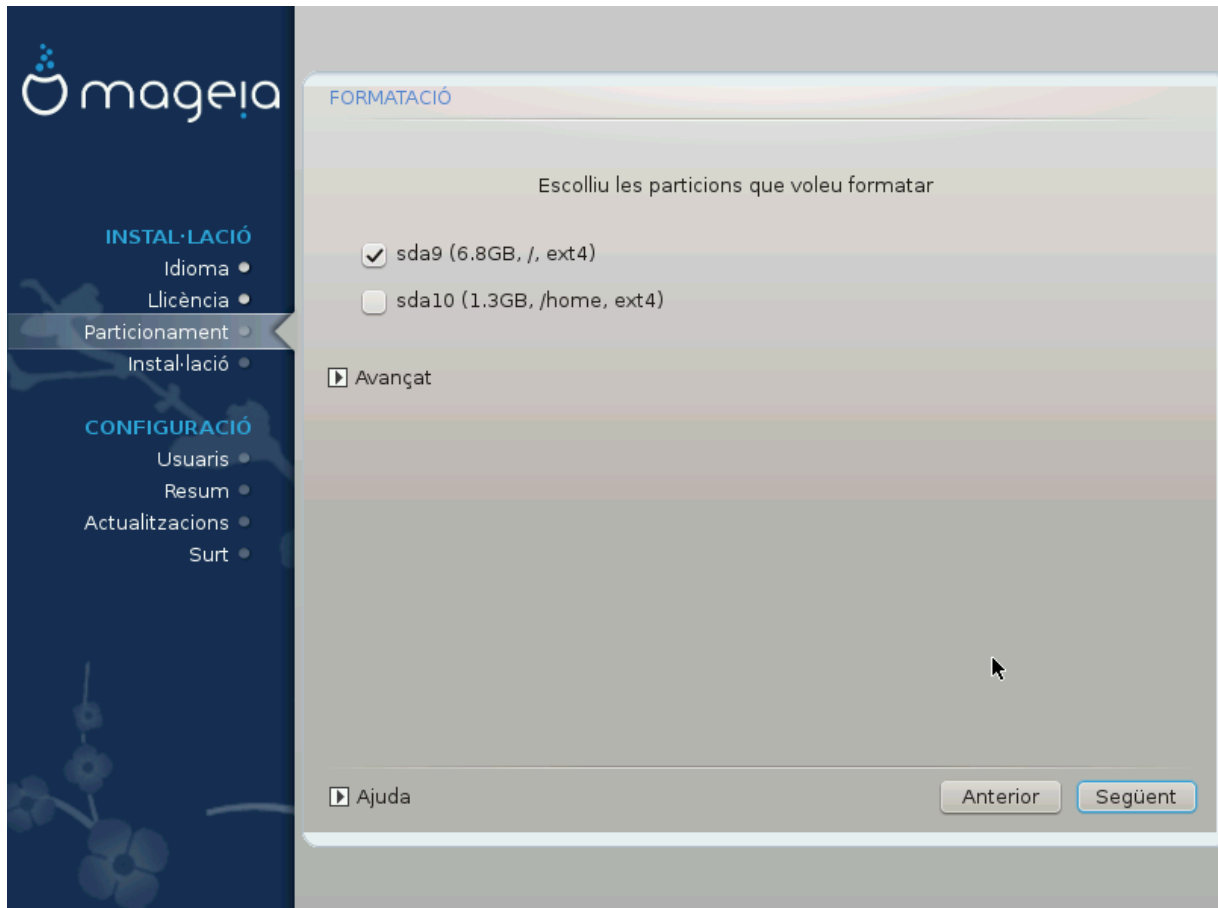 mageia
INSTAL·LACIÓ
Idioma
Llicència
Particionament
Instal·lació
CONFIGURACIÓ
Usuaris
Resum
Actualitzacions
Surt
FORMATACIÓ
Escolliu les particions que voleu formatar
sda9 (6.8GB, /, ext4)
sda10 (1.3GB, /home, ext4)
Avançat
Ajuda
Anterior
Següent